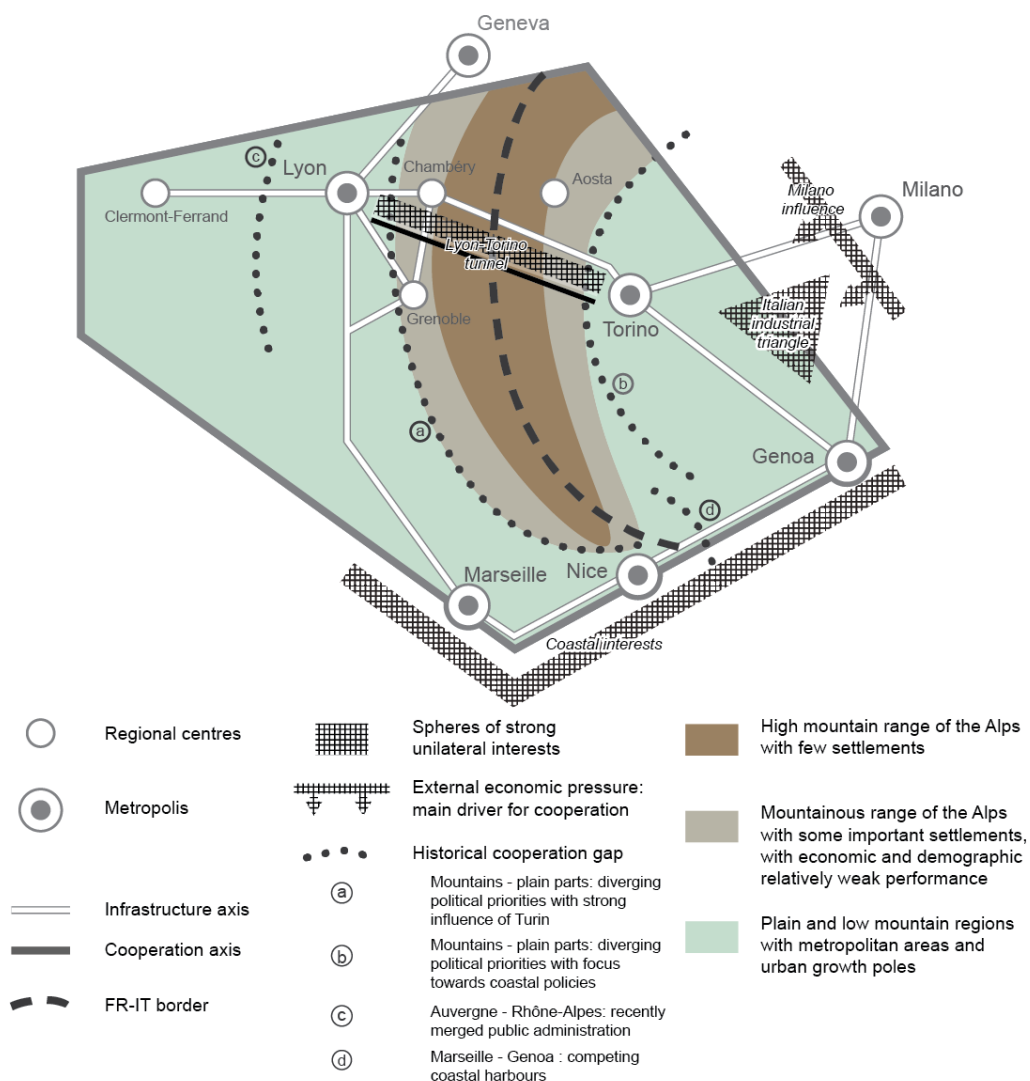 Geneva
c
Lyon
Chambéry
Aosta
Clermont-Ferrand
Milano
influence
Milano
Lyon-Torino
tunnel
Grenoble
Torino
Italian
industrial
triangle
b
a
Genoa
d
Marseille
Nice
Coastal interests
Regional centres
Metropolis
Infrastructure axis
Cooperation axis
FR-IT border
Spheres of strong
unilateral interests
External economic pressure:
main driver for cooperation
Historical cooperation gap
a
Mountains - plain parts: diverging
political priorities with strong
influence of Turin
b
Mountains - plain parts: diverging
political priorities with focus
towards coastal policies
c
Auvergne - Rhône-Alpes: recently
merged public administration
d
Marseille - Genoa : competing
coastal harbours
High mountain range of the Alps
with few settlements
Mountainous range of the Alps
with some important settlements,
with economic and demographic
relatively weak performance
Plain and low mountain regions
with metropolitan areas and
urban growth poles